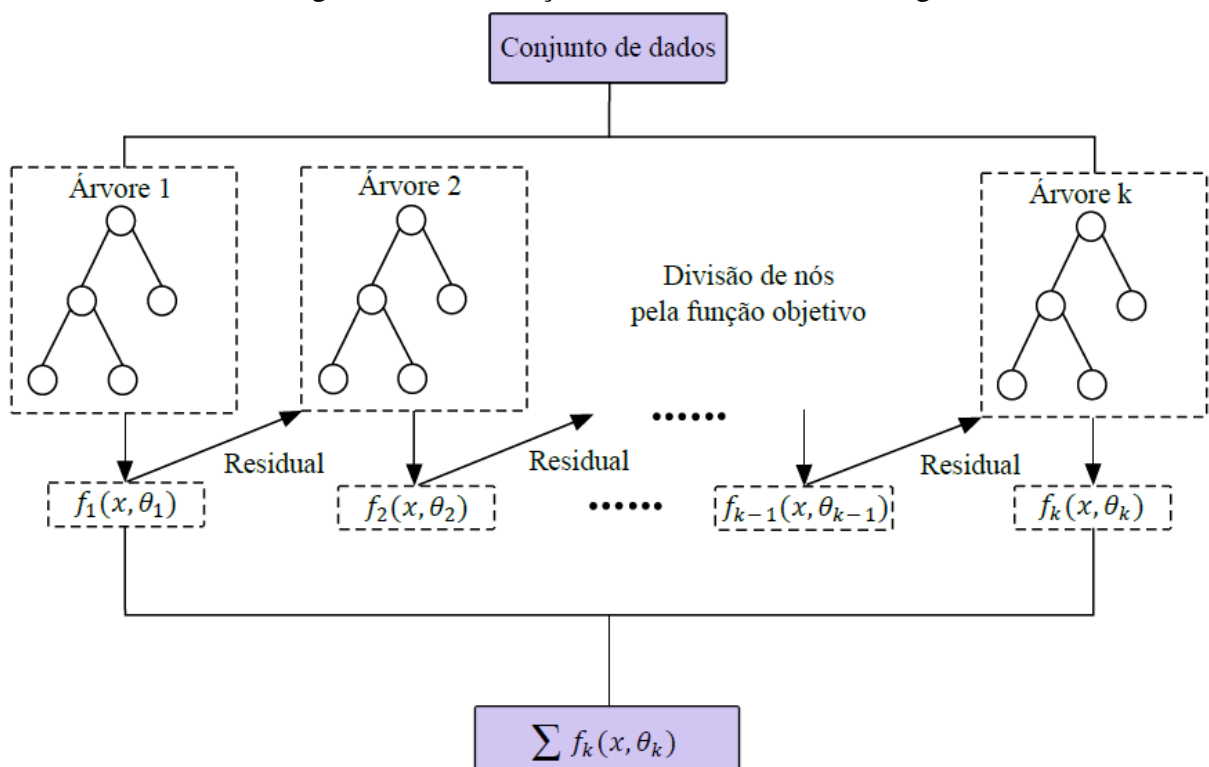 Conjunto de dados
Árvore 1
Árvore 2
Árvore k
Divisão de nós
pela função objetivo
Residual
Residual
Residual
f₁(x, θ₁)
f₂(x, θ₂)
fₖ₋₁(x, θₖ₋₁)
fₖ(x, θₖ)
∑ fₖ(x, θₖ)